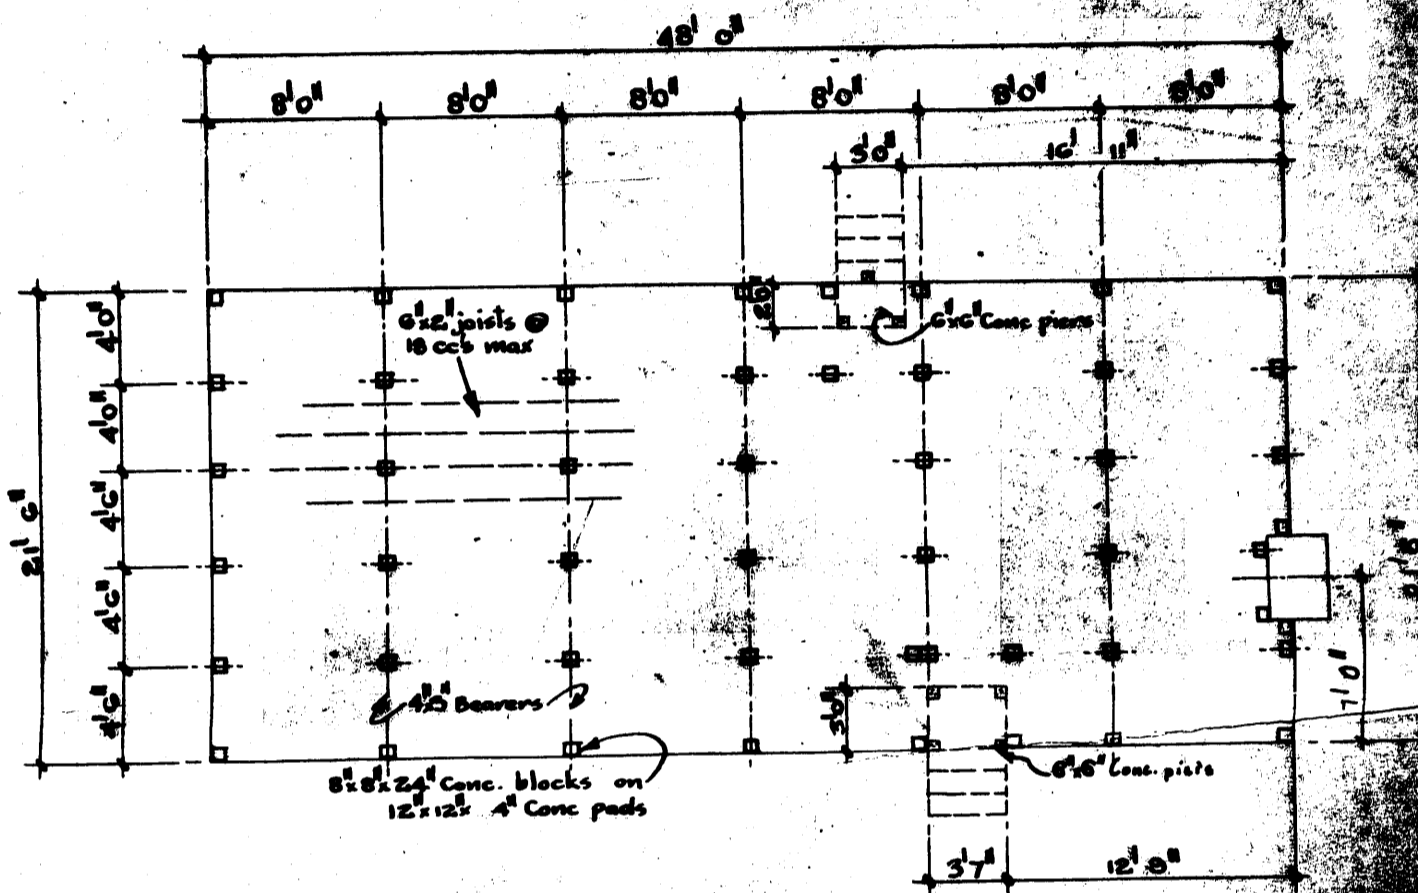 48' 0"
8'0"
8'0"
8'0"
8'0"
8'0"
8'0"
3'0"
16' 11"
4'0"
4'0"
4'6"
4'6"
4'6"
21' 6"
6"x2" joists @
18 ccs max
2'0"
6"x6" Conc piers
Bearers
3'0"
7'0"
8"x8"x24" Conc. blocks on
12"x12"x 4" Conc pads
6"x6" Conc. piers
3'7"